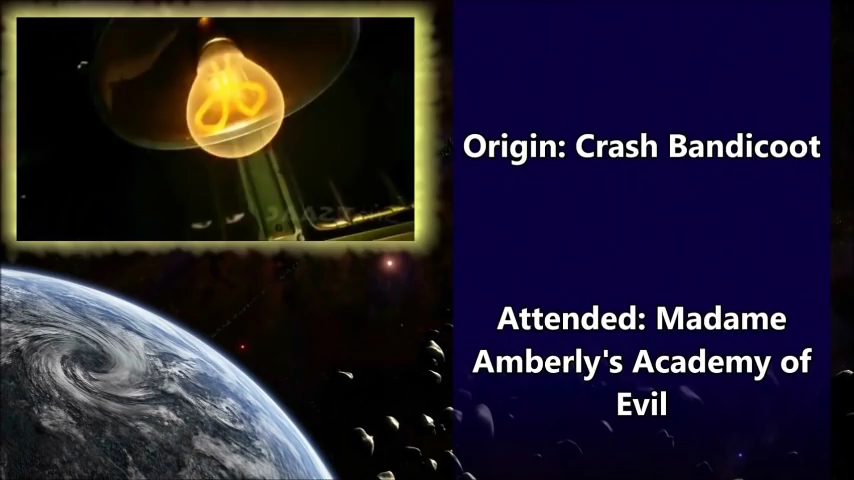 Origin: Crash Bandicoot
Attended: Madame
Amberly's Academy of
Evil